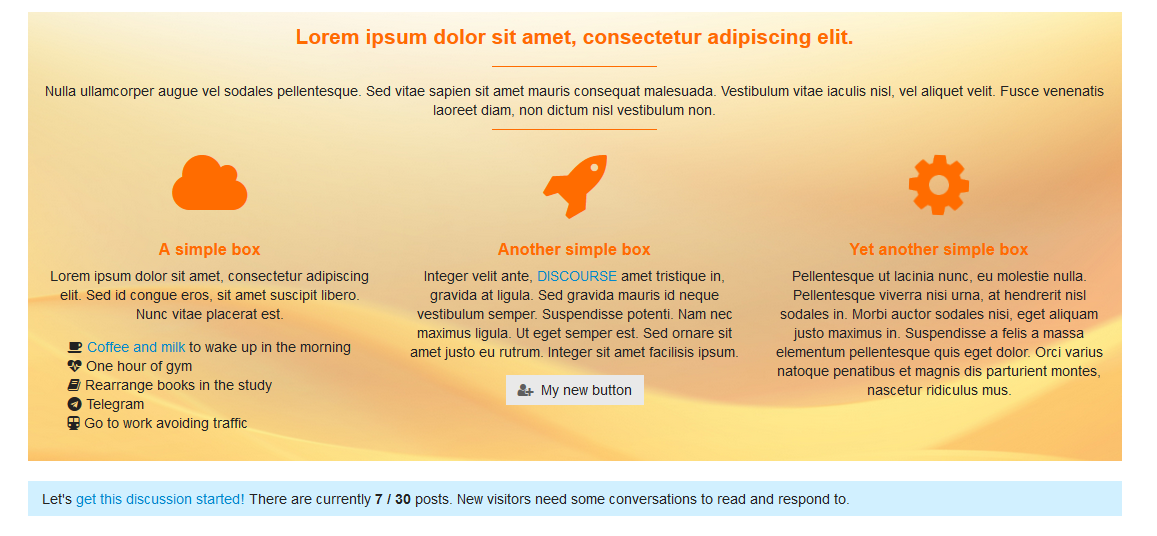 Lorem ipsum dolor sit amet, consectetur adipiscing elit.
Nulla ullamcorper augue vel sodales pellentesque. Sed vitae sapien sit amet mauris consequat malesuada. Vestibulum vitae iaculis nisl, vel aliquet velit. Fusce venenatis
laoreet diam, non dictum nisl vestibulum non.
A simple box
Lorem ipsum dolor sit amet, consectetur adipiscing
elit. Sed id congue eros, sit amet suscipit libero.
Nunc vitae placerat est.
Coffee and milk to wake up in the morning
One hour of gym
Rearrange books in the study
Telegram
Go to work avoiding traffic
Another simple box
Integer velit ante, DISCOURSE amet tristique in,
gravida at ligula. Sed gravida mauris id neque
vestibulum semper. Suspendisse potenti. Nam nec
maximus ligula. Ut eget semper est. Sed ornare sit
amet justo eu rutrum. Integer sit amet facilisis ipsum.
My new button
Yet another simple box
Pellentesque ut lacinia nunc, eu molestie nulla.
Pellentesque viverra nisi urna, at hendrerit nisl
sodales in. Morbi auctor sodales nisi, eget aliquam
justo maximus in. Suspendisse a felis a massa
elementum pellentesque quis eget dolor. Orci varius
natoque penatibus et magnis dis parturient montes,
nascetur ridiculus mus.
Let's get this discussion started! There are currently 7 / 30 posts. New visitors need some conversations to read and respond to.